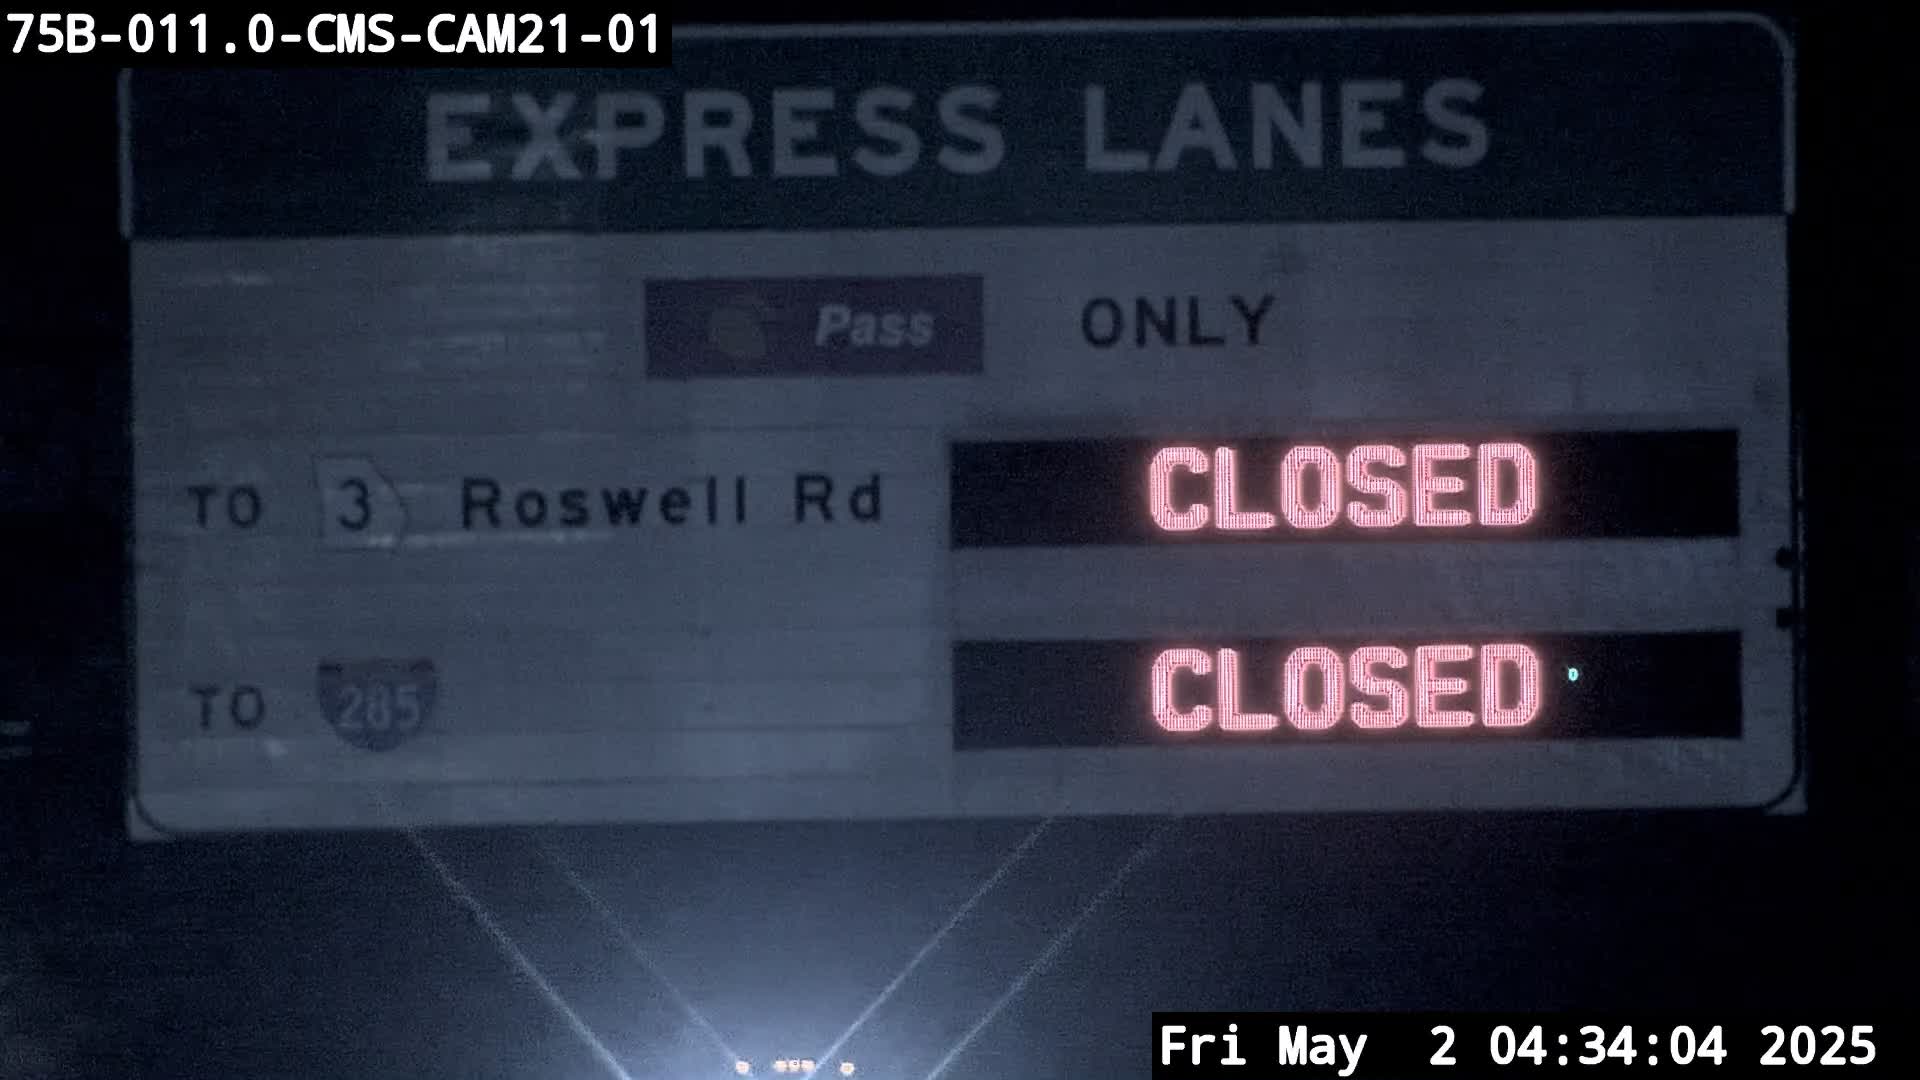 75B-011.0-CMS-CAM21-01
EXPRESS LANES
Pass ONLY
TO 3 Roswell Rd CLOSED
TO 285 CLOSED
Fri May 2 04:34:04 2025